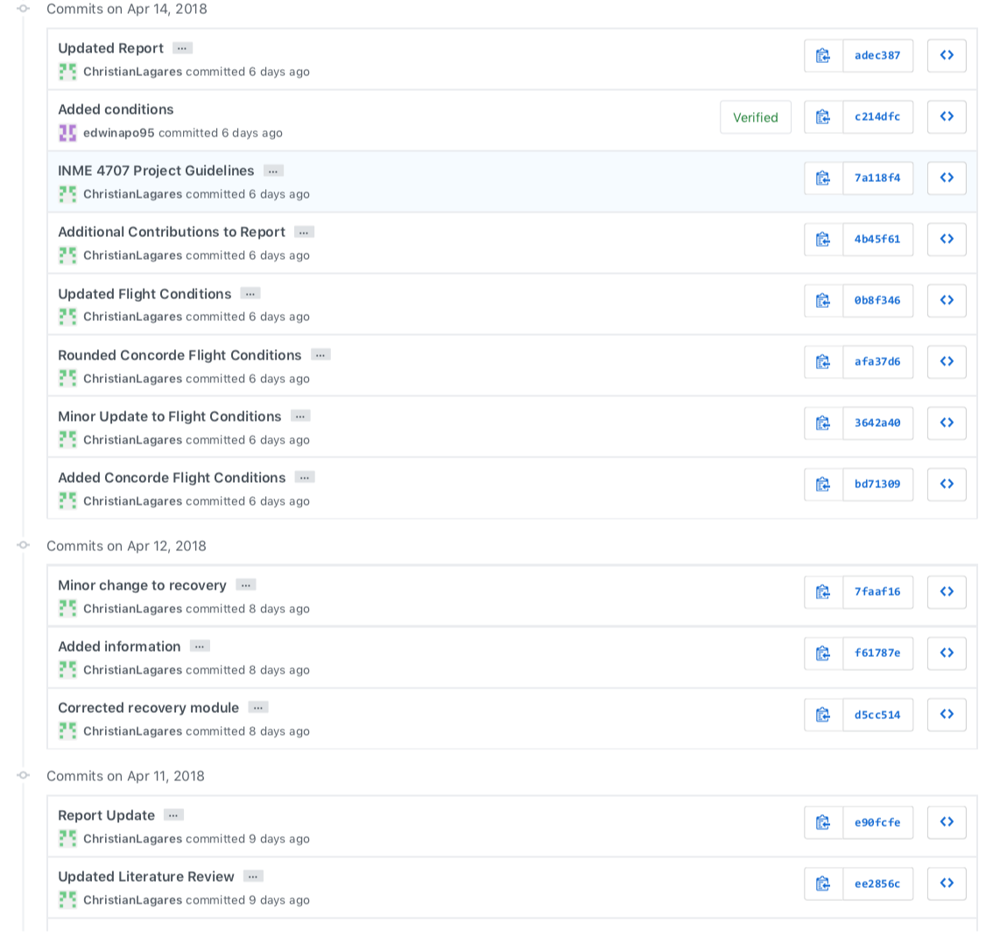 Commits on Apr 14, 2018
Updated Report ...
adec387
ChristianLagares committed 6 days ago
Added conditions
Verified
c214dfc
edwinapo95 committed 6 days ago
INME 4707 Project Guidelines ...
7a118f4
ChristianLagares committed 6 days ago
Additional Contributions to Report ...
4b45f61
ChristianLagares committed 6 days ago
Updated Flight Conditions ...
0b8f346
ChristianLagares committed 6 days ago
Rounded Concorde Flight Conditions ...
afa37d6
ChristianLagares committed 6 days ago
Minor Update to Flight Conditions ...
3642a40
ChristianLagares committed 6 days ago
Added Concorde Flight Conditions ...
bd71309
ChristianLagares committed 6 days ago
Commits on Apr 12, 2018
Minor change to recovery ...
7faaf16
ChristianLagares committed 8 days ago
Added information ...
f61787e
ChristianLagares committed 8 days ago
Corrected recovery module ...
d5cc514
ChristianLagares committed 8 days ago
Commits on Apr 11, 2018
Report Update ...
e90fcfe
ChristianLagares committed 9 days ago
Updated Literature Review ...
ee2856c
ChristianLagares committed 9 days ago